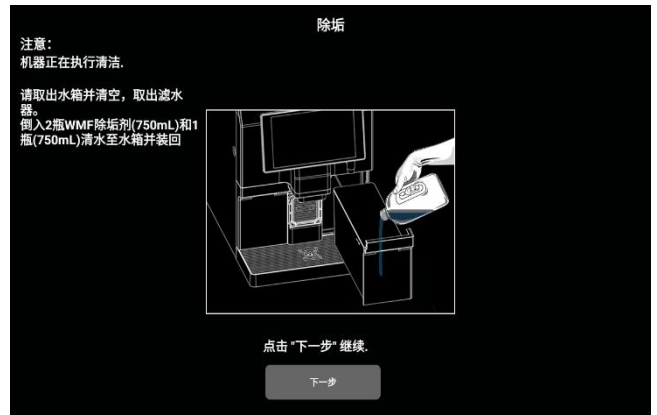 除垢
注意：
机器正在执行清洁.
请取出水箱并清空，取出滤水
器。
倒入2瓶WMF除垢剂(750mL)和1
瓶(750mL)清水至水箱并装回
点击 "下一步" 继续.
下一步